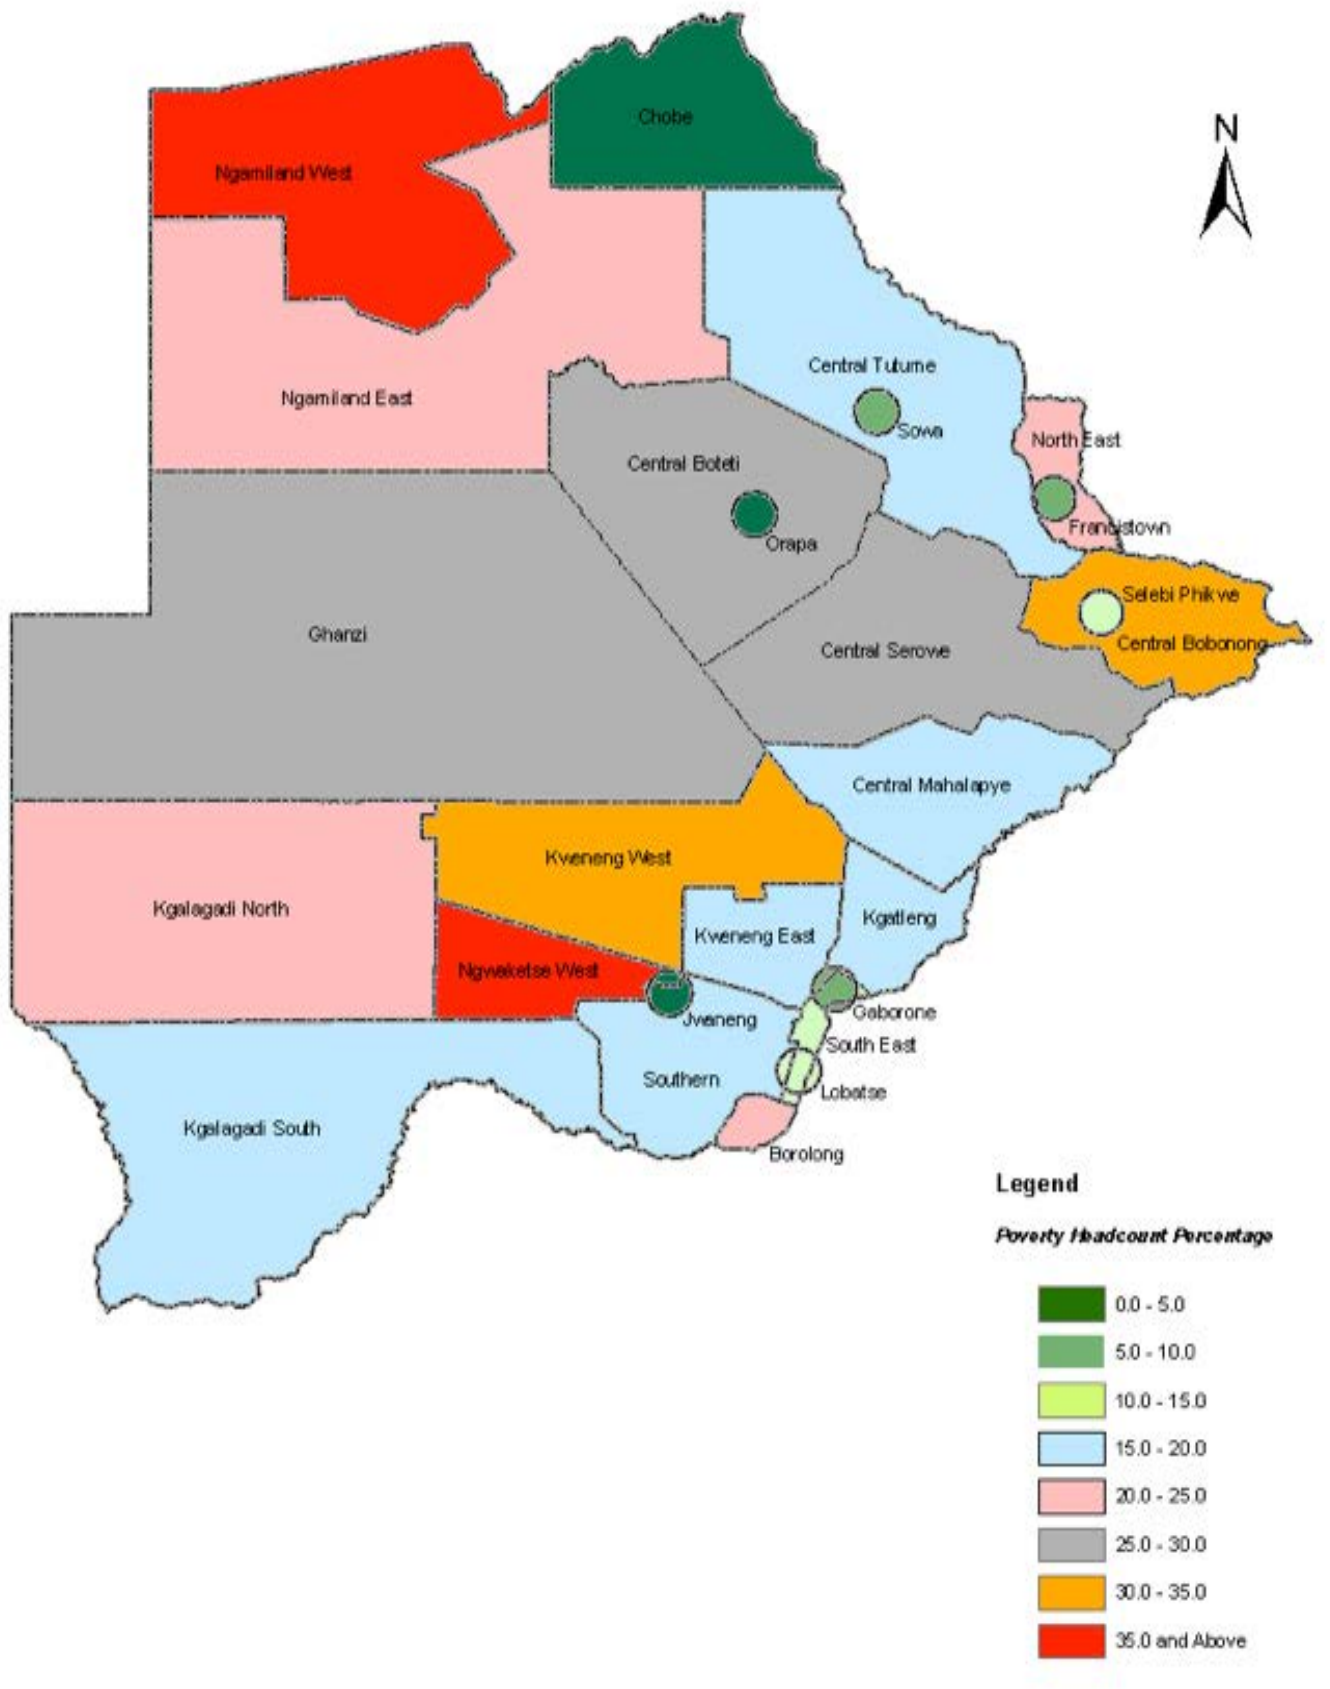 N
Chobe
Ngamiland West
Central Tutume
Ngamiland East
Sowa
North East
Central Boteti
Francistown
Orapa
Selebi Phikwe
Ghanzi
Central Bobonong
Central Serowe
Central Mahalapye
Kweneng West
Kgalagadi North
Kgatleng
Kweneng East
Ngwaketse West
Gaborone
Jwaneng
South East
Southern
Lobatse
Kgalagadi South
Borolong
Legend
Poverty Headcount Percentage
0.0 - 5.0
5.0 - 10.0
10.0 - 15.0
15.0 - 20.0
20.0 - 25.0
25.0 - 30.0
30.0 - 35.0
35.0 and Above